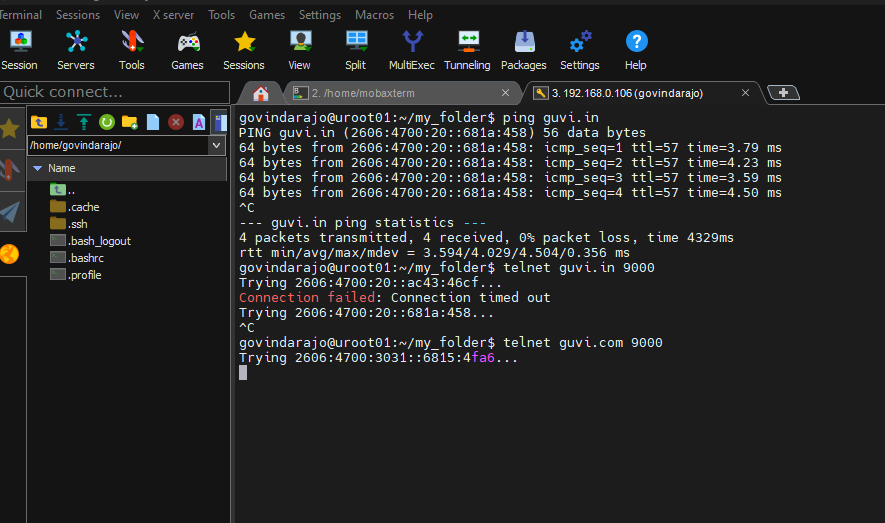 Terminal Sessions View X server Tools Games Settings Macros Help
Session Servers Tools Games Sessions View Split MultiExec Tunneling Packages Settings Help
Quick connect...
2. /home/mobaxterm
3. 192.168.0.106 (govindarajo)
/home/govindarajo/
Name
..
.cache
.ssh
.bash_logout
.bashrc
.profile
govindarajo@uroot01:~/my_folder$ ping guvi.in
PING guvi.in (2606:4700:20::681a:458) 56 data bytes
64 bytes from 2606:4700:20::681a:458: icmp_seq=1 ttl=57 time=3.79 ms
64 bytes from 2606:4700:20::681a:458: icmp_seq=2 ttl=57 time=4.23 ms
64 bytes from 2606:4700:20::681a:458: icmp_seq=3 ttl=57 time=3.59 ms
64 bytes from 2606:4700:20::681a:458: icmp_seq=4 ttl=57 time=4.50 ms
^C
--- guvi.in ping statistics ---
4 packets transmitted, 4 received, 0% packet loss, time 4329ms
rtt min/avg/max/mdev = 3.594/4.029/4.504/0.356 ms
govindarajo@uroot01:~/my_folder$ telnet guvi.in 9000
Trying 2606:4700:20::ac43:46cf...
Connection failed: Connection timed out
Trying 2606:4700:20::681a:458...
^C
govindarajo@uroot01:~/my_folder$ telnet guvi.com 9000
Trying 2606:4700:3031::6815:4fa6...